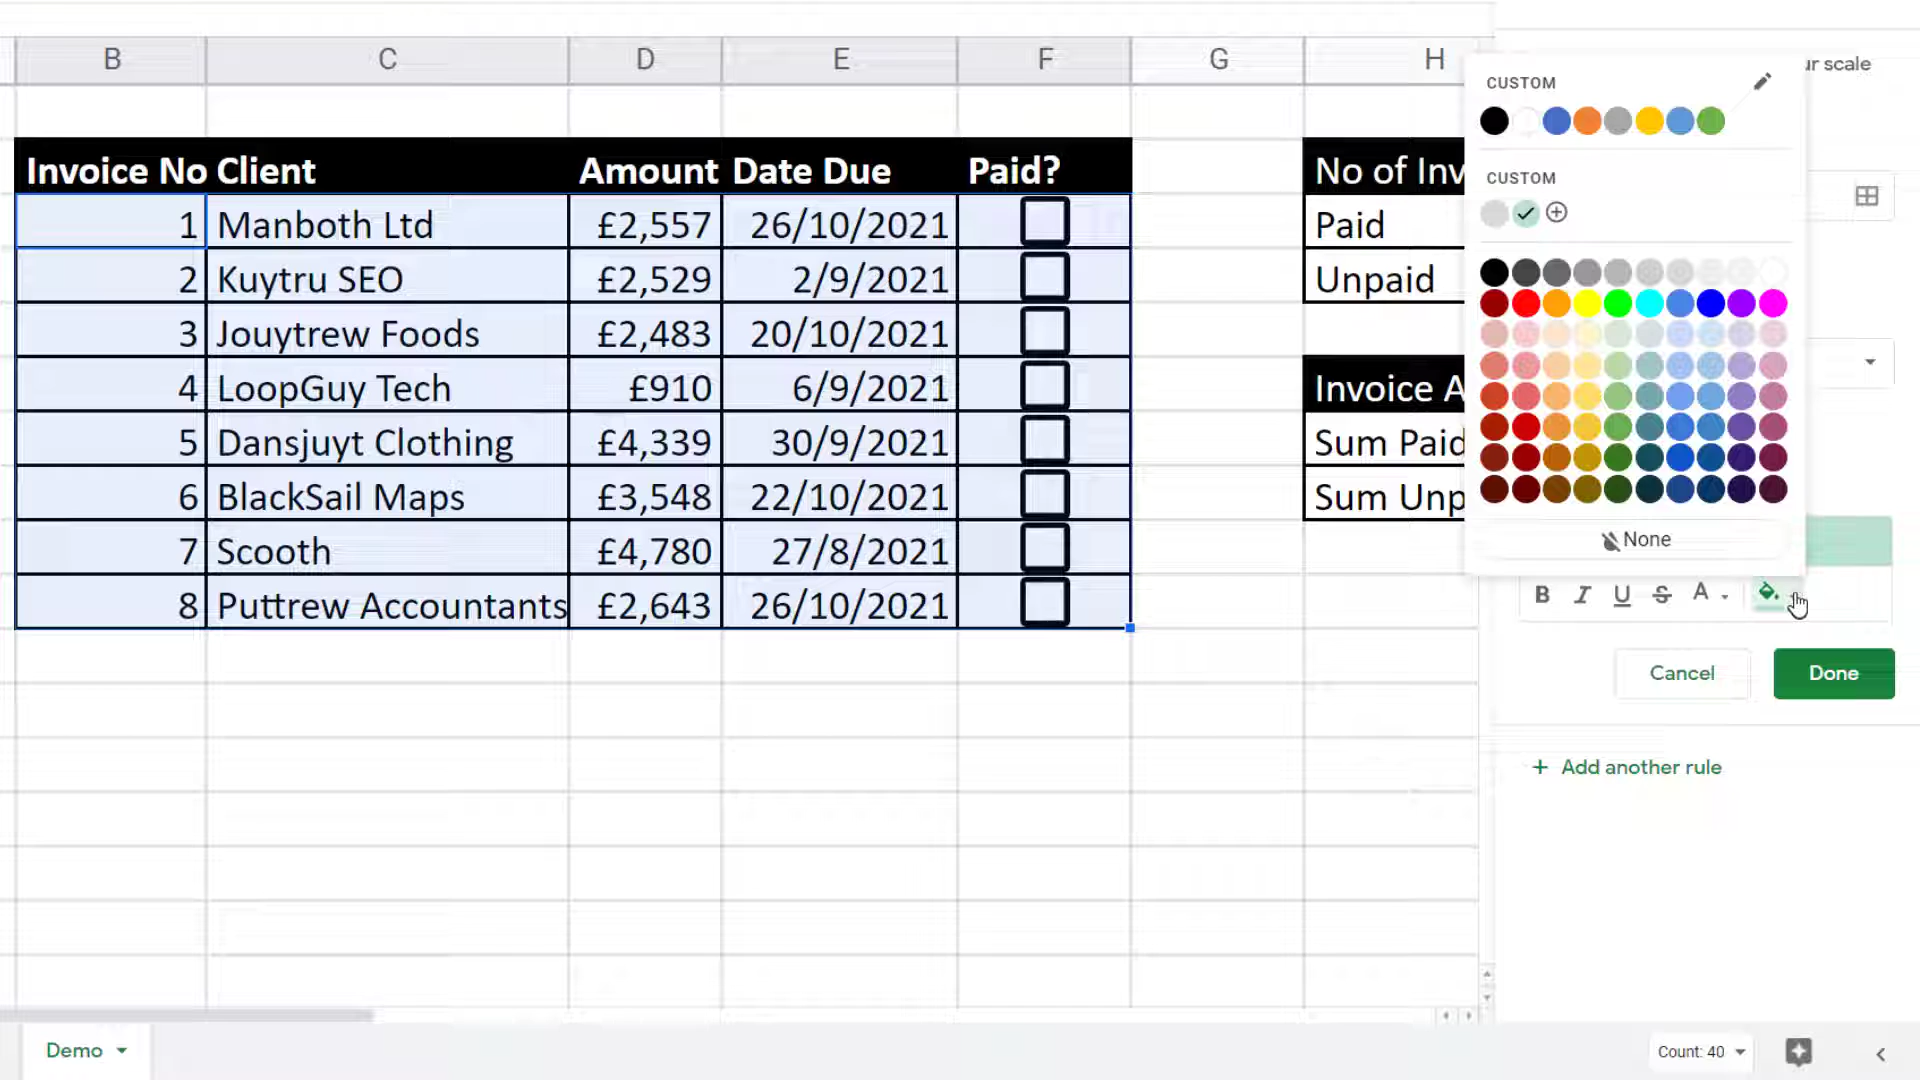 B C D E F G H
Invoice No Client Amount Date Due Paid?
1 Manboth Ltd £2,557 26/10/2021
2 Kuytru SEO £2,529 2/9/2021
3 Jouytrew Foods £2,483 20/10/2021
4 LoopGuy Tech £910 6/9/2021
5 Dansjuyt Clothing £4,339 30/9/2021
6 BlackSail Maps £3,548 22/10/2021
7 Scooth £4,780 27/8/2021
8 Puttrew Accountants £2,643 26/10/2021
No of Inv
Paid
Unpaid
Invoice A
Sum Paid
Sum Unp
ur scale
CUSTOM
CUSTOM
None
B I U S A
Cancel Done
+ Add another rule
Demo
Count: 40